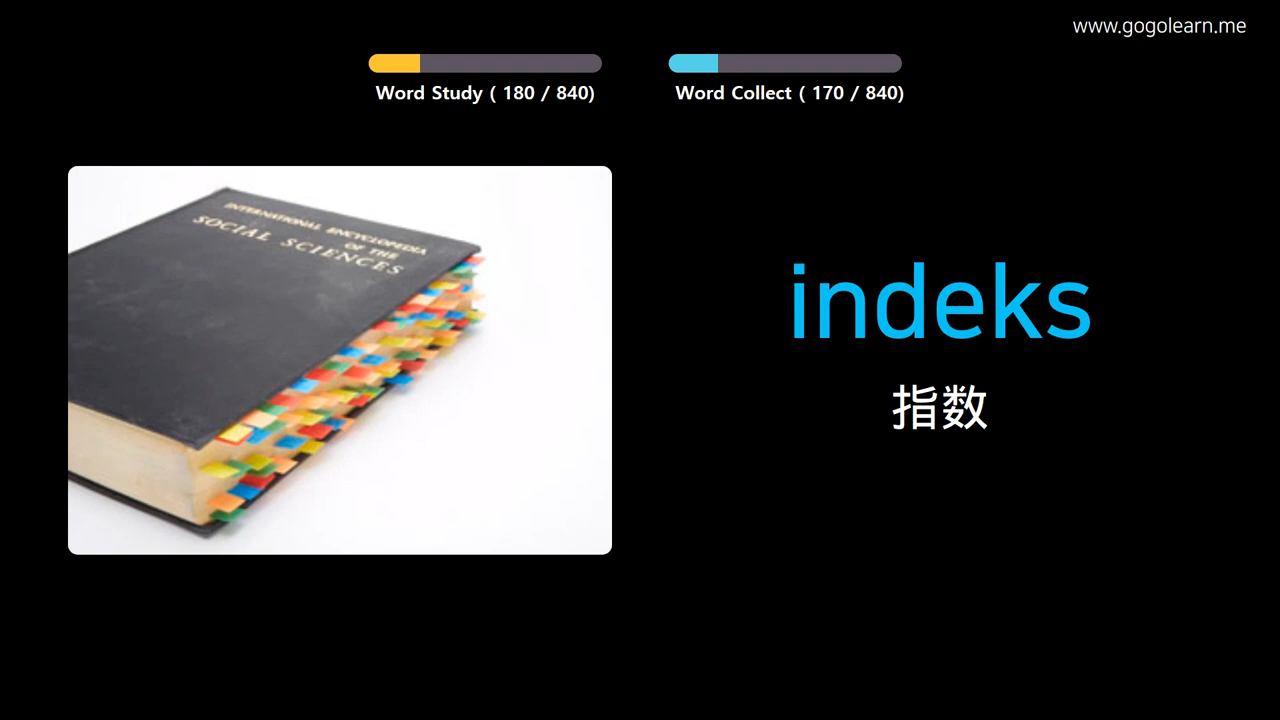 www.gogolearn.me
Word Study ( 180 / 840)
Word Collect ( 170 / 840)
INTERNATIONAL ENCYCLOPEDIA
OF THE
SOCIAL SCIENCES
indeks
指数